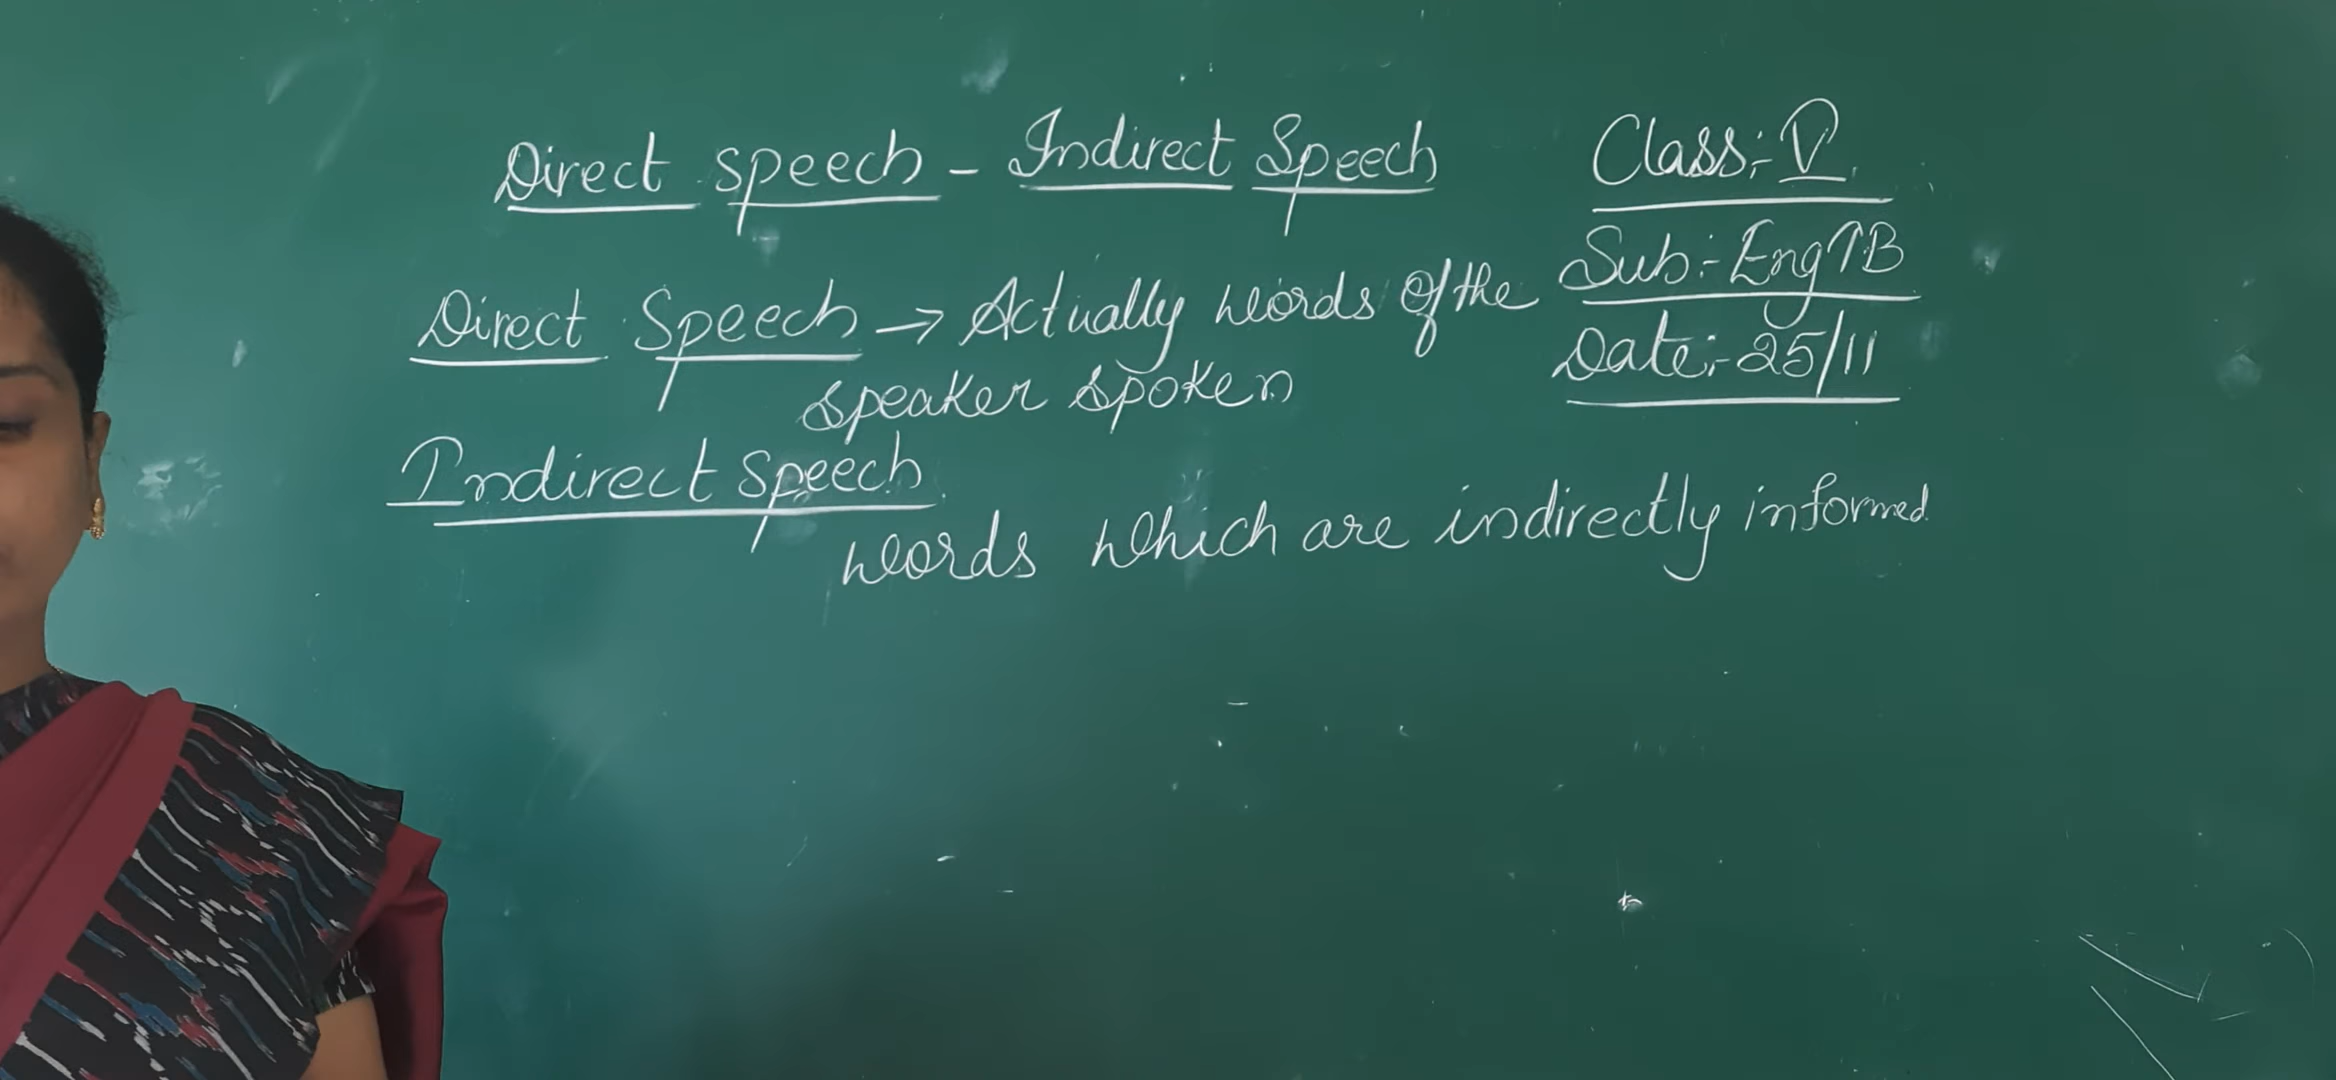 Direct speech - Indirect Speech
Class:- V
Sub:- Eng TB
Date:- 25/11
Direct Speech → Actually words of the
speaker spoken
Indirect Speech
words which are indirectly informed